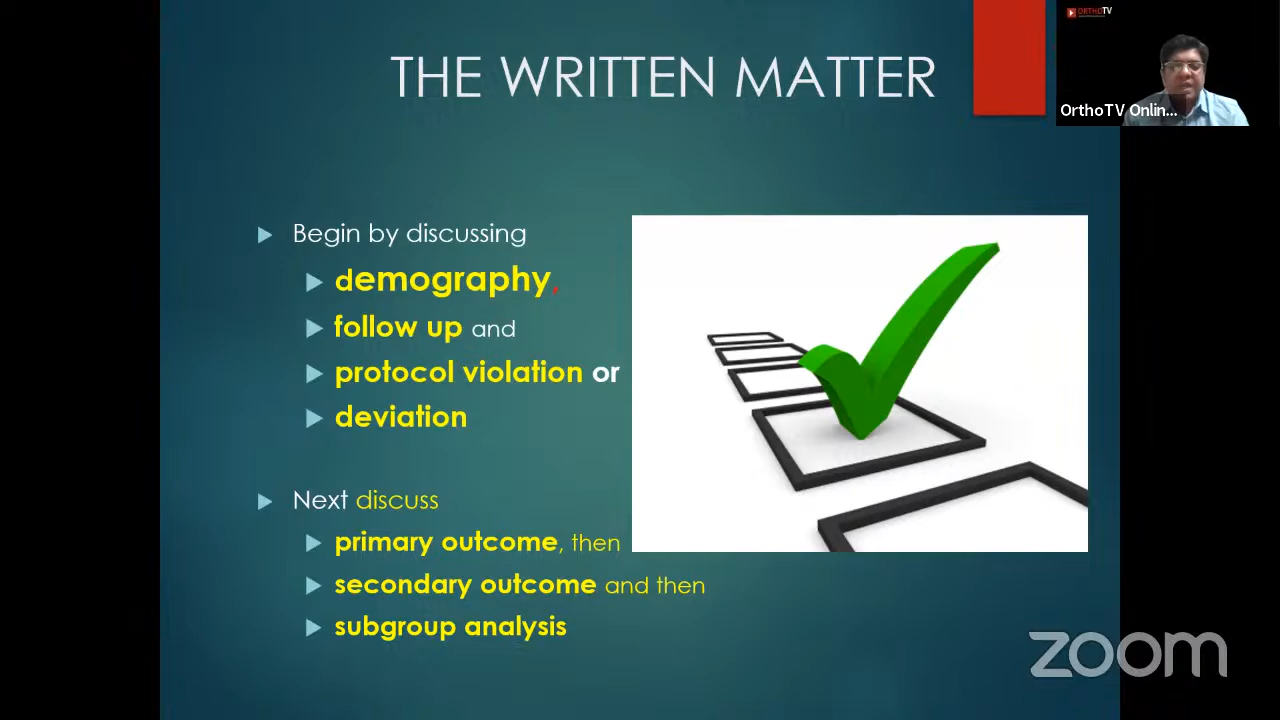 THE WRITTEN MATTER
ORTHOTV
OrthoTV Onlin...
Begin by discussing
demography,
follow up and
protocol violation or
deviation
Next discuss
primary outcome, then
secondary outcome and then
subgroup analysis
zoom